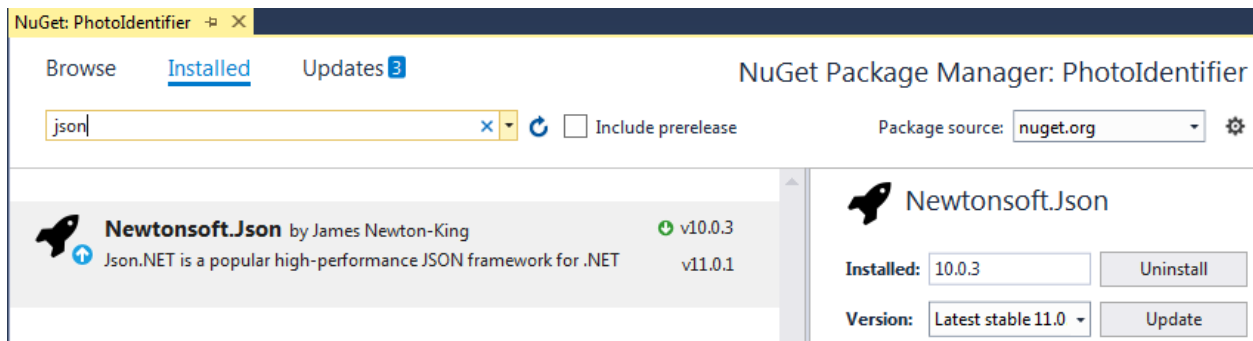 NuGet: PhotoIdentifier
Browse Installed Updates 3
NuGet Package Manager: PhotoIdentifier
json
Include prerelease
Package source: nuget.org
Newtonsoft.Json by James Newton-King
v10.0.3
Json.NET is a popular high-performance JSON framework for .NET
v11.0.1
Newtonsoft.Json
Installed: 10.0.3 Uninstall
Version: Latest stable 11.0 Update